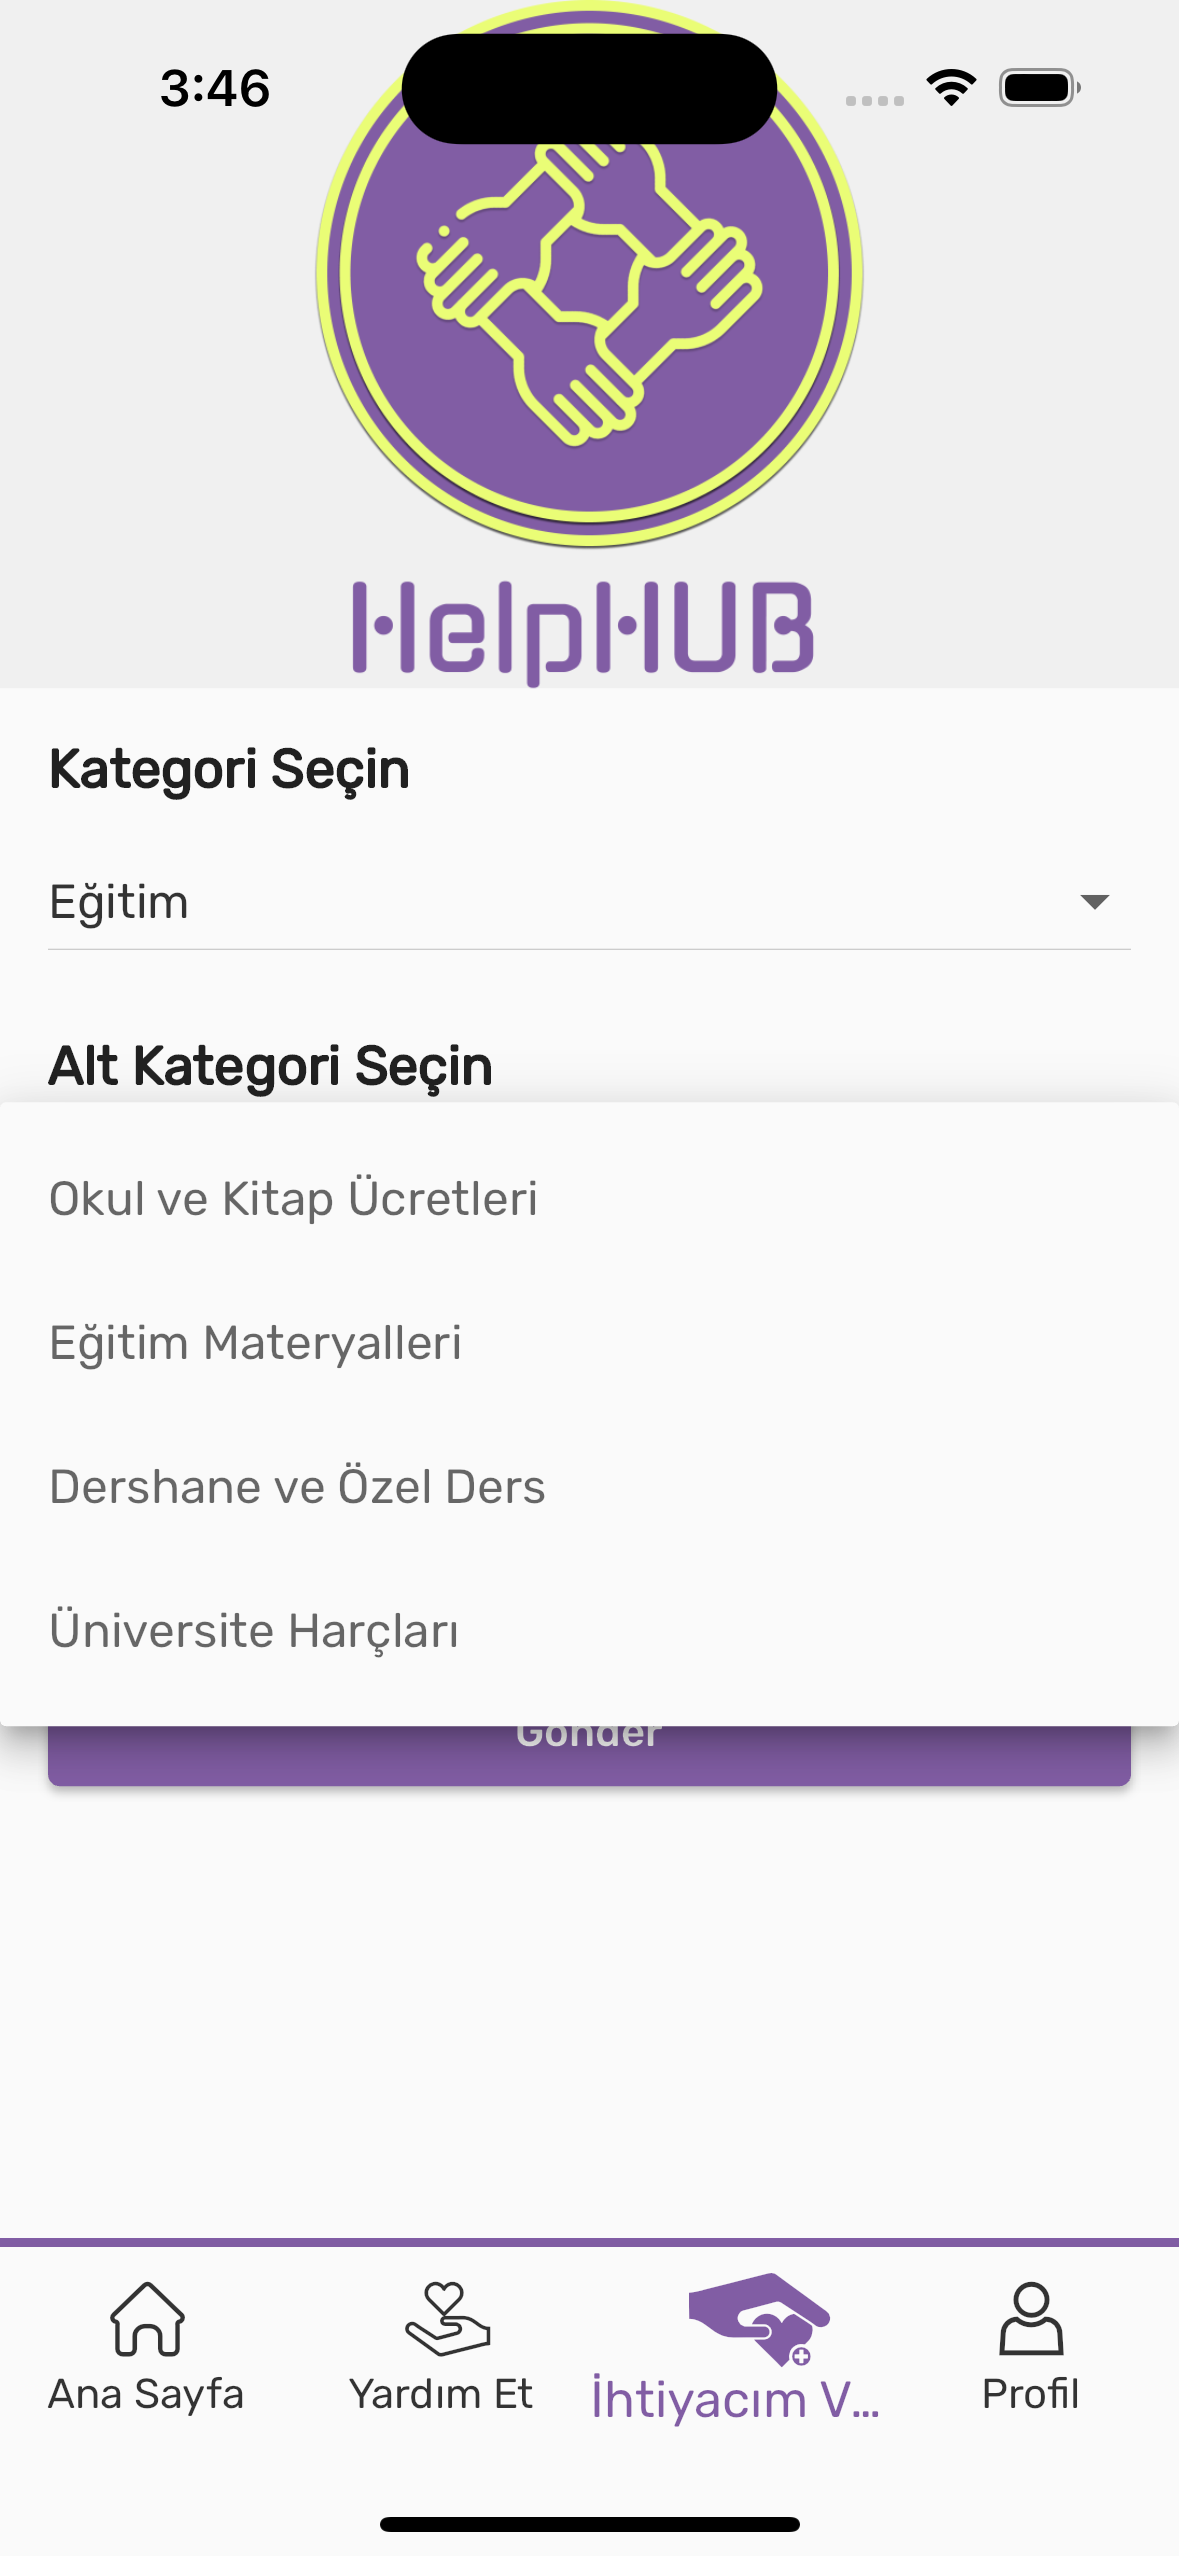 3:46
HelpHUB
Kategori Seçin
Eğitim
Alt Kategori Seçin
Okul ve Kitap Ücretleri
Eğitim Materyalleri
Dershane ve Özel Ders
Üniversite Harçları
Gönder
Ana Sayfa
Yardım Et
İhtiyacım V...
Profil